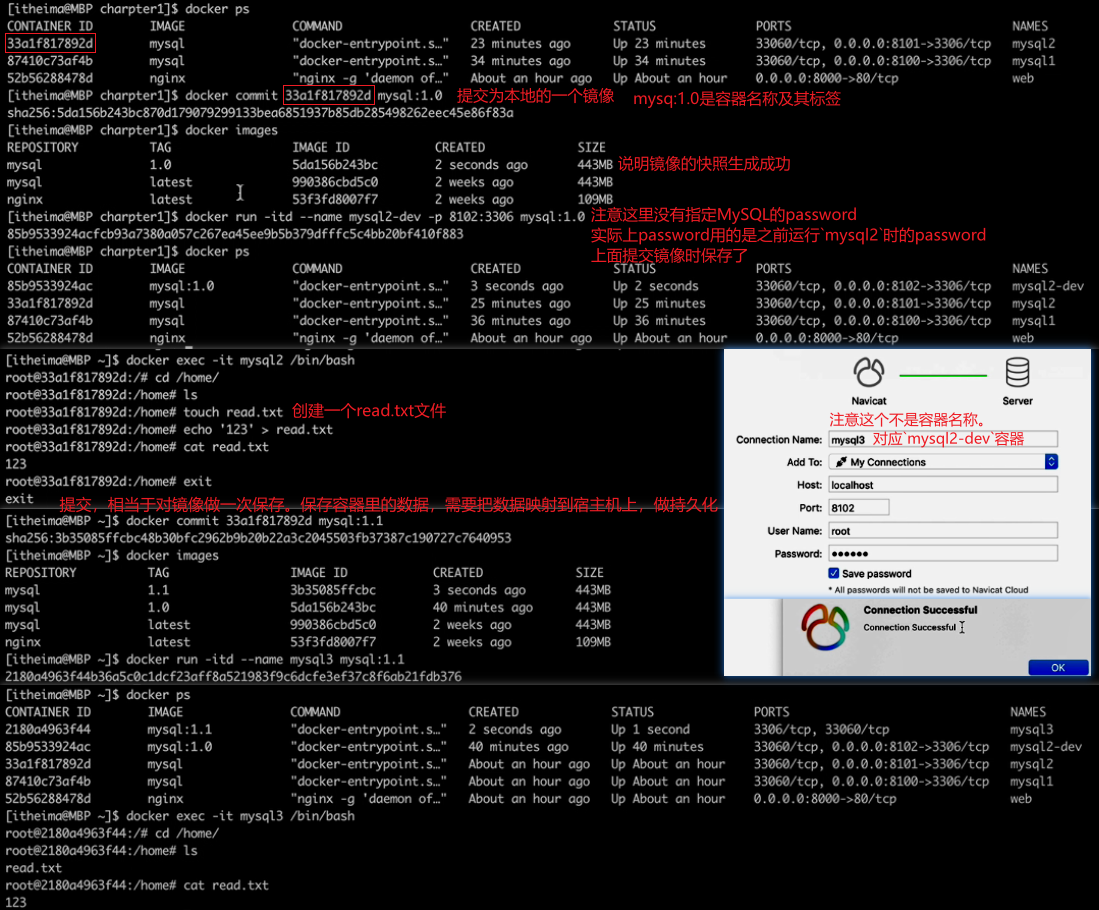 [itheima@MBP charpter1]$ docker ps
CONTAINER ID IMAGE COMMAND CREATED STATUS PORTS NAMES
33a1f817892d mysql "docker-entrypoint.s…" 23 minutes ago Up 23 minutes 33060/tcp, 0.0.0.0:8101->3306/tcp mysql2
87410c73af4b mysql "docker-entrypoint.s…" 34 minutes ago Up 34 minutes 33060/tcp, 0.0.0.0:8100->3306/tcp mysql1
52b56288478d nginx "nginx -g 'daemon of…" About an hour ago Up About an hour 0.0.0.0:8000->80/tcp web
[itheima@MBP charpter1]$ docker commit 33a1f817892d mysql:1.0 提交为本地的一个镜像 mysq:1.0是容器名称及其标签
sha256:5da156b243bc870d179079299133bea6851937b85db285498262eec45e86f83a
[itheima@MBP charpter1]$ docker images
REPOSITORY TAG IMAGE ID CREATED SIZE
mysql 1.0 5da156b243bc 2 seconds ago 443MB 说明镜像的快照生成成功
mysql latest 990386cbd5c0 2 weeks ago 443MB
nginx latest 53f3fd8007f7 2 weeks ago 109MB
[itheima@MBP charpter1]$ docker run -itd --name mysql2-dev -p 8102:3306 mysql:1.0 注意这里没有指定MySQL的password
85b9533924acfcb93a7380a057c267ea45ee9b5b379dfffc5c4bb20bf410f883 实际上password用的是之前运行`mysql2`时的password
[itheima@MBP charpter1]$ docker ps 上面提交镜像时保存了
CONTAINER ID IMAGE COMMAND CREATED STATUS PORTS NAMES
85b9533924ac mysql:1.0 "docker-entrypoint.s…" 3 seconds ago Up 2 seconds 33060/tcp, 0.0.0.0:8102->3306/tcp mysql2-dev
33a1f817892d mysql "docker-entrypoint.s…" 25 minutes ago Up 25 minutes 33060/tcp, 0.0.0.0:8101->3306/tcp mysql2
87410c73af4b mysql "docker-entrypoint.s…" 36 minutes ago Up 36 minutes 33060/tcp, 0.0.0.0:8100->3306/tcp mysql1
52b56288478d nginx "nginx -g 'daemon of…" About an hour ago Up About an hour 0.0.0.0:8000->80/tcp web
[itheima@MBP ~]$ docker exec -it mysql2 /bin/bash
root@33a1f817892d:/# cd /home/
root@33a1f817892d:/home# ls
root@33a1f817892d:/home# touch read.txt 创建一个read.txt文件
root@33a1f817892d:/home# echo '123' > read.txt
root@33a1f817892d:/home# cat read.txt
123
root@33a1f817892d:/home# exit
exit
提交，相当于对镜像做一次保存。保存容器里的数据，需要把数据映射到宿主机上，做持久化
Navicat Server
注意这个不是容器名称。
Connection Name: mysql3 对应`mysql2-dev`容器
Add To: My Connections
Host: localhost
Port: 8102
User Name: root
Password: ••••••
Save password
* All passwords will not be saved to Navicat Cloud
Connection Successful
Connection Successful
OK
[itheima@MBP ~]$ docker commit 33a1f817892d mysql:1.1
sha256:3b35085ffcbc48b30bfc2962b9b20b22a3c2045503fb37387c190727c7640953
[itheima@MBP ~]$ docker images
REPOSITORY TAG IMAGE ID CREATED SIZE
mysql 1.1 3b35085ffcbc 3 seconds ago 443MB
mysql 1.0 5da156b243bc 40 minutes ago 443MB
mysql latest 990386cbd5c0 2 weeks ago 443MB
nginx latest 53f3fd8007f7 2 weeks ago 109MB
[itheima@MBP ~]$ docker run -itd --name mysql3 mysql:1.1
2180a4963f44b36a5c0c1dcf23aff8a521983f9c6dcfe3ef37c8f6ab21fdb376
[itheima@MBP ~]$ docker ps
CONTAINER ID IMAGE COMMAND CREATED STATUS PORTS NAMES
2180a4963f44 mysql:1.1 "docker-entrypoint.s…" 2 seconds ago Up 1 second 3306/tcp, 33060/tcp mysql3
85b9533924ac mysql:1.0 "docker-entrypoint.s…" 40 minutes ago Up 40 minutes 33060/tcp, 0.0.0.0:8102->3306/tcp mysql2-dev
33a1f817892d mysql "docker-entrypoint.s…" About an hour ago Up About an hour 33060/tcp, 0.0.0.0:8101->3306/tcp mysql2
87410c73af4b mysql "docker-entrypoint.s…" About an hour ago Up About an hour 33060/tcp, 0.0.0.0:8100->3306/tcp mysql1
52b56288478d nginx "nginx -g 'daemon of…" About an hour ago Up About an hour 0.0.0.0:8000->80/tcp web
[itheima@MBP ~]$ docker exec -it mysql3 /bin/bash
root@2180a4963f44:/# cd /home/
root@2180a4963f44:/home# ls
read.txt
root@2180a4963f44:/home# cat read.txt
123